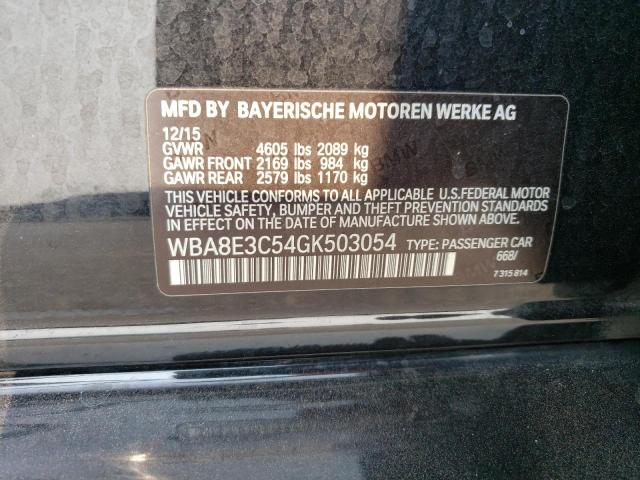 MFD BY BAYERISCHE MOTOREN WERKE AG
12/15
GVWR 4605 lbs 2089 kg
GAWR FRONT 2169 lbs 984 kg
GAWR REAR 2579 lbs 1170 kg
THIS VEHICLE CONFORMS TO ALL APPLICABLE U.S.FEDERAL MOTOR
VEHICLE SAFETY, BUMPER AND THEFT PREVENTION STANDARDS
IN EFFECT ON THE DATE OF MANUFACTURE SHOWN ABOVE.
WBA8E3C54GK503054 TYPE: PASSENGER CAR
668/
7 315 814